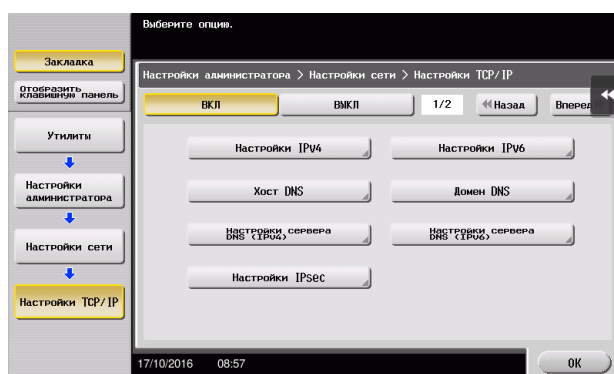 Выберите опцию.
Закладка
Отобразить
клавишную панель
Настройки администратора > Настройки сети > Настройки TCP/IP
ВКЛ
ВЫКЛ
1/2
Назад
Вперед
Утилиты
Настройки
администратора
Настройки сети
Настройки TCP/IP
Настройки IPv4
Настройки IPv6
Хост DNS
Домен DNS
Настройки сервера
DNS (IPv4)
Настройки сервера
DNS (IPv6)
Настройки IPsec
17/10/2016 08:57
OK